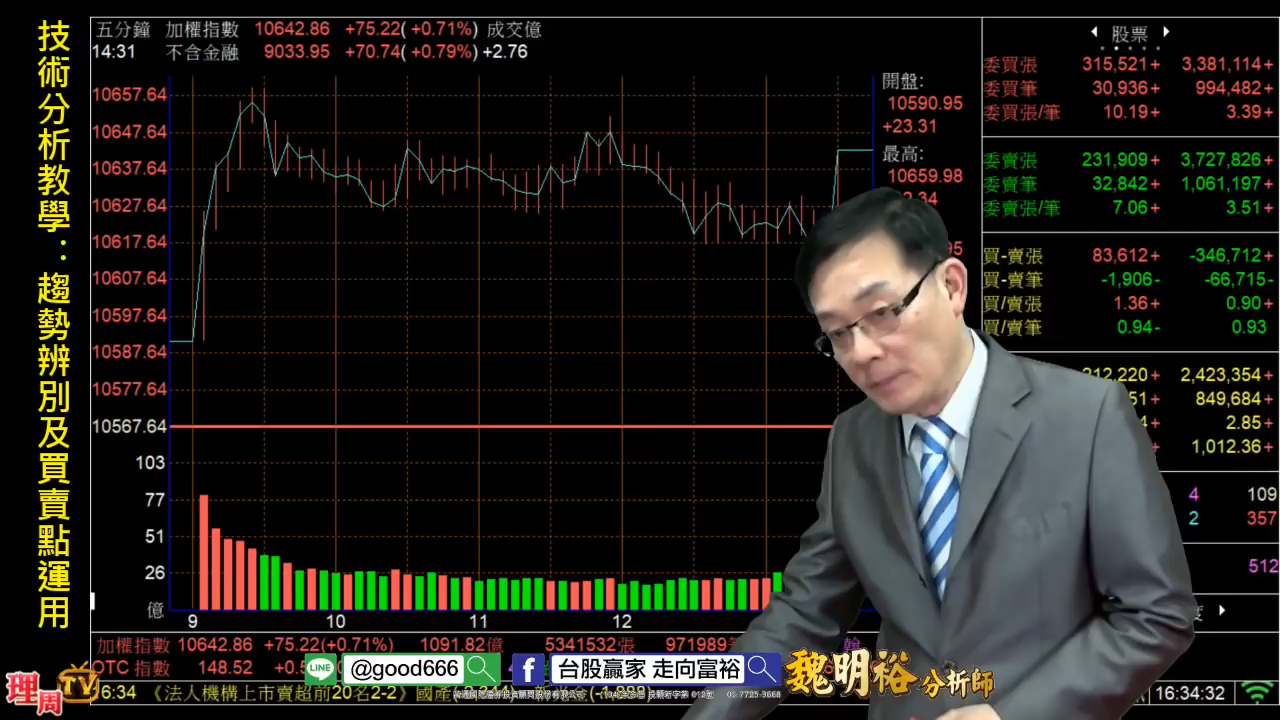 技術分析教學：趨勢辨別及買賣點運用
五分鐘 加權指數 10642.86 +75.22( +0.71%) 成交億
14:31 不含金融 9033.95 +70.74( +0.79%) +2.76
10657.64
10647.64
10637.64
10627.64
10617.64
10607.64
10597.64
10587.64
10577.64
10567.64
103
77
51
26
億
9 10 11 12
開盤:
10590.95
+23.31
最高:
10659.98
股票
委買張 315,521+ 3,381,114+
委買筆 30,936+ 994,482+
委買張/筆 10.19+ 3.39+
委賣張 231,909+ 3,727,826+
委賣筆 32,842+ 1,061,197+
委賣張/筆 7.06+ 3.51+
買-賣張 83,612+ -346,712+
買-賣筆 -1,906- -66,715-
買/賣張 1.36+ 0.90+
買/賣筆 0.94- 0.93
212,220+ 2,423,354+
51+ 849,684+
4+ 2.85+
+ 1,012.36+
4 109
2 357
512
加權指數 10642.86 +75.22(+0.71%) 1091.82億 5341532張 971989
OTC 指數 148.52
LINE @good666
f 台股贏家 走向富裕
魏明裕 分析師
理周TV
6:34 《法人機構上市賣超前20名2-2》國產
16:34:32